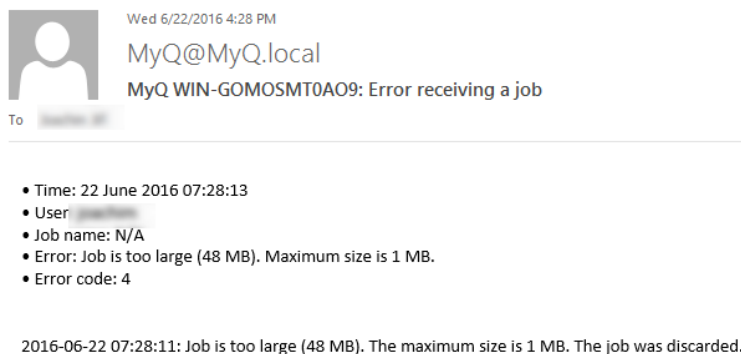 Wed 6/22/2016 4:28 PM
MyQ@MyQ.local
MyQ WIN-GOMOSMT0AO9: Error receiving a job
To
• Time: 22 June 2016 07:28:13
• User
• Job name: N/A
• Error: Job is too large (48 MB). Maximum size is 1 MB.
• Error code: 4
2016-06-22 07:28:11: Job is too large (48 MB). The maximum size is 1 MB. The job was discarded.